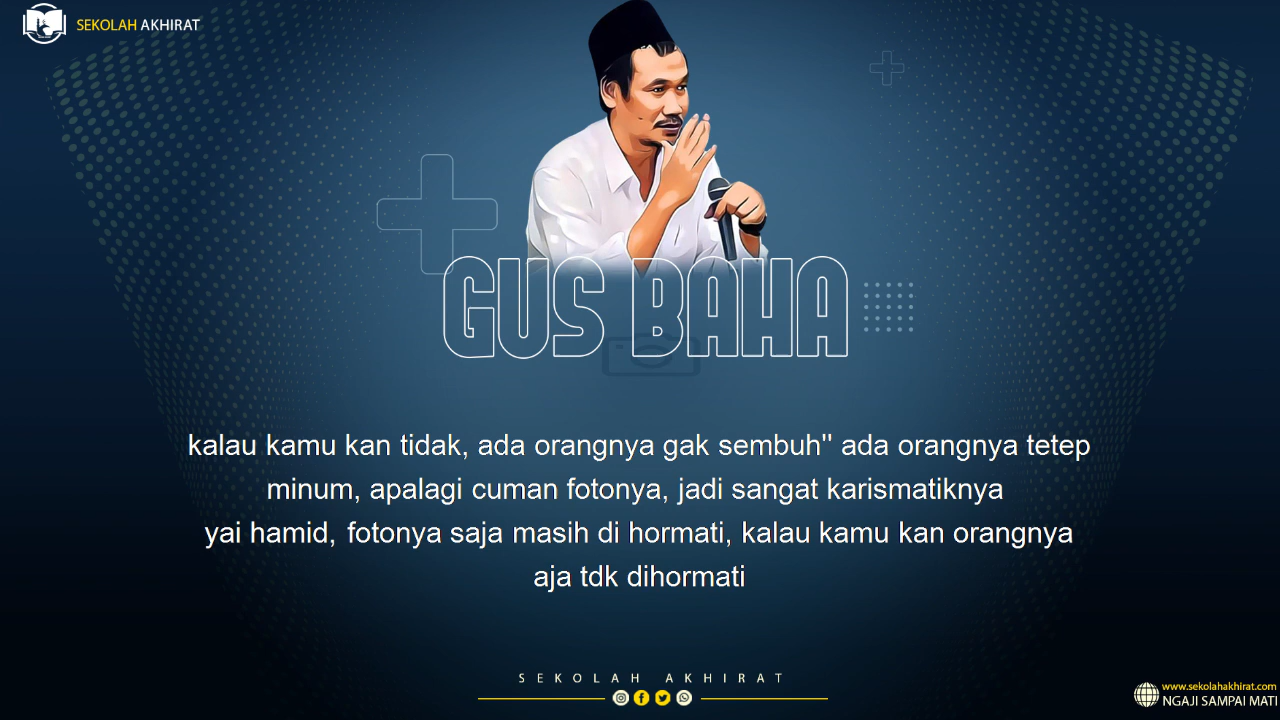 SEKOLAH AKHIRAT
GUS BAHA
kalau kamu kan tidak, ada orangnya gak sembuh" ada orangnya tetep
minum, apalagi cuman fotonya, jadi sangat karismatiknya
yai hamid, fotonya saja masih di hormati, kalau kamu kan orangnya
aja tdk dihormati
SEKOLAH AKHIRAT
www.sekolahakhirat.com
NGAJI SAMPAI MATI